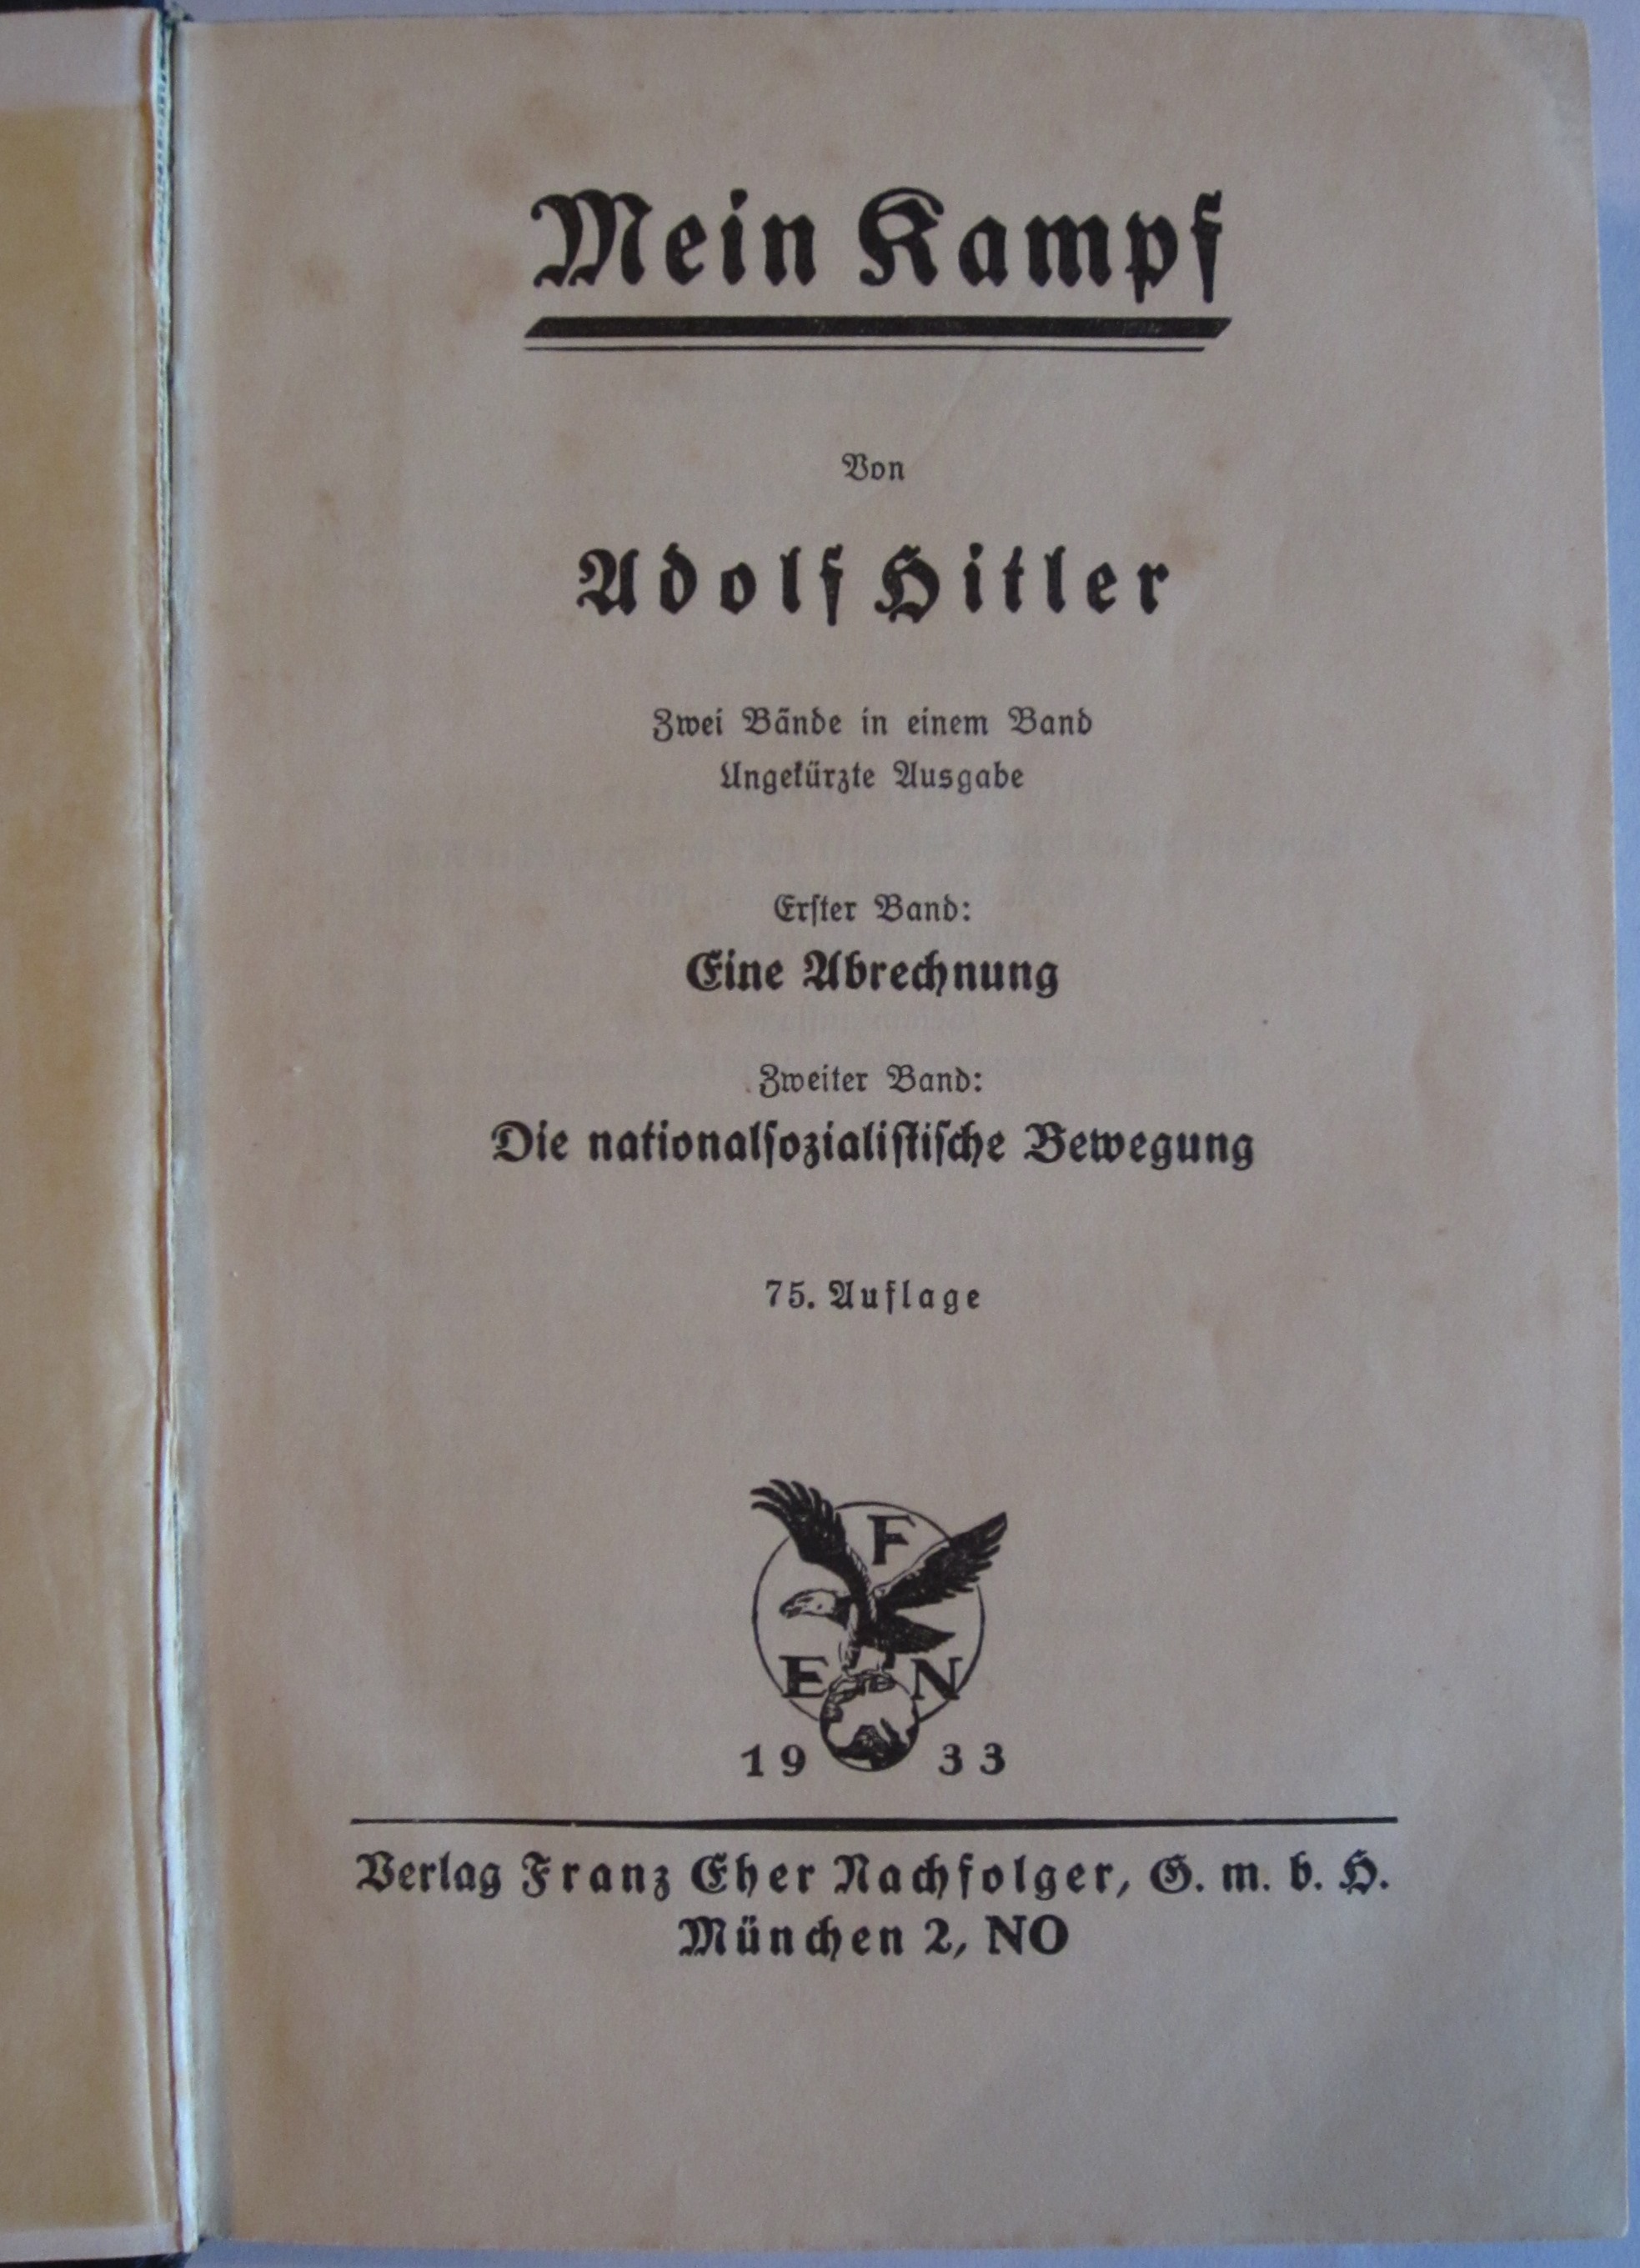 Mein Kampf
Von
Adolf Hitler
Zwei Bände in einem Band
Ungekürzte Ausgabe
Erſter Band:
Eine Abrechnung
Zweiter Band:
Die nationalſozialiſtiſche Bewegung
75. Auflage
F
E N
19 33
Verlag Franz Eher Nachfolger, G. m. b. H.
München 2, NO